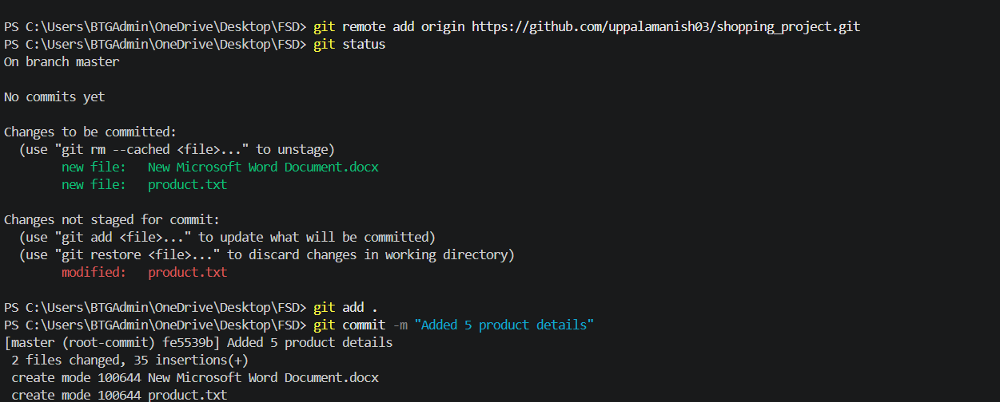 PS C:\Users\BTGAdmin\OneDrive\Desktop\FSD> git remote add origin https://github.com/uppalamanish03/shopping_project.git
PS C:\Users\BTGAdmin\OneDrive\Desktop\FSD> git status
On branch master
No commits yet
Changes to be committed:
  (use "git rm --cached <file>..." to unstage)
        new file:   New Microsoft Word Document.docx
        new file:   product.txt
Changes not staged for commit:
  (use "git add <file>..." to update what will be committed)
  (use "git restore <file>..." to discard changes in working directory)
        modified:   product.txt
PS C:\Users\BTGAdmin\OneDrive\Desktop\FSD> git add .
PS C:\Users\BTGAdmin\OneDrive\Desktop\FSD> git commit -m "Added 5 product details"
[master (root-commit) fe5539b] Added 5 product details
 2 files changed, 35 insertions(+)
 create mode 100644 New Microsoft Word Document.docx
 create mode 100644 product.txt